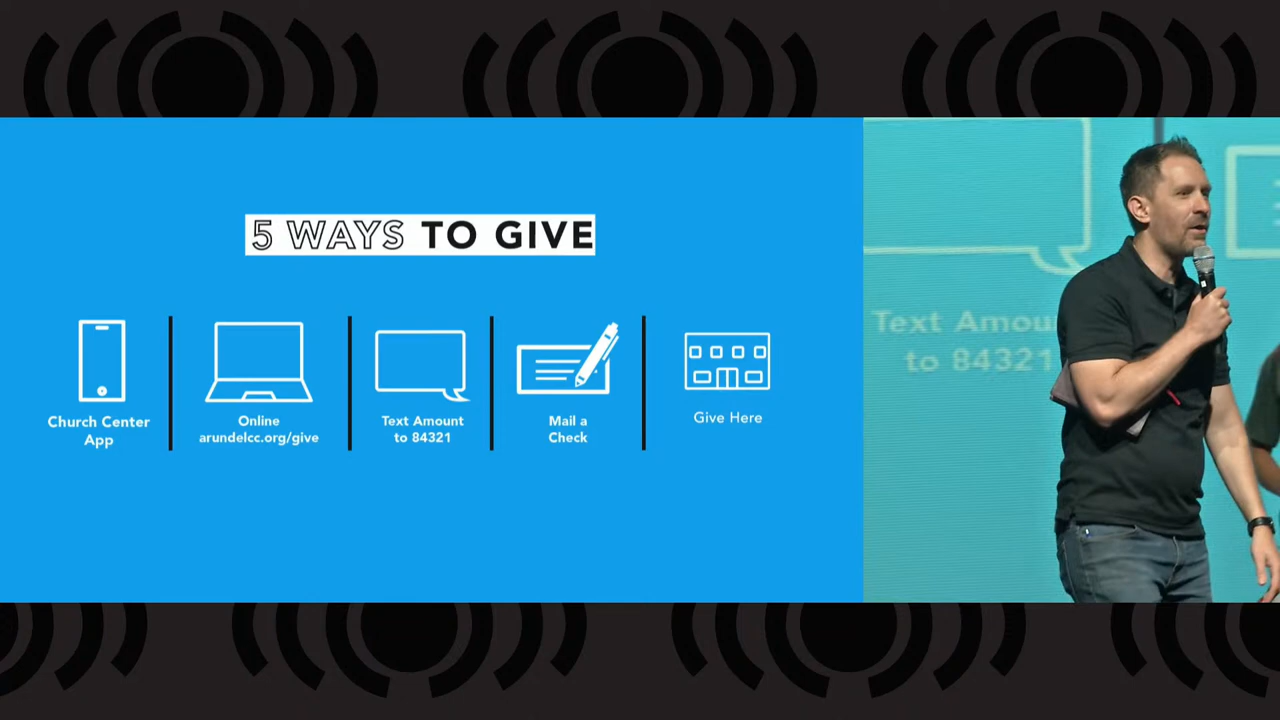 5 WAYS TO GIVE
Church Center
App
Online
arundelcc.org/give
Text Amount
to 84321
Mail a
Check
Give Here
Text Amou
to 84321